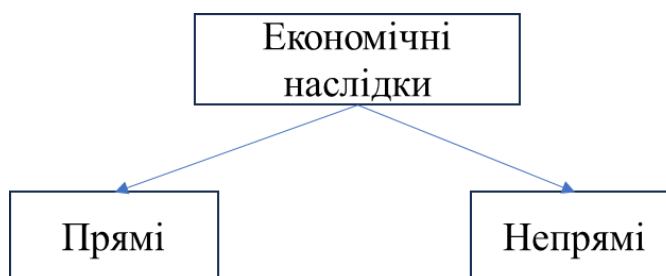 Економічні
наслідки
Прямі
Непрямі